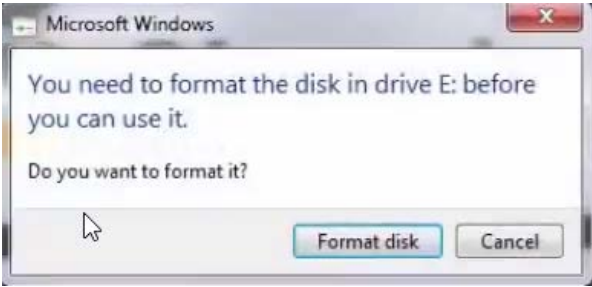 Microsoft Windows
You need to format the disk in drive E: before
you can use it.
Do you want to format it?
Format disk
Cancel